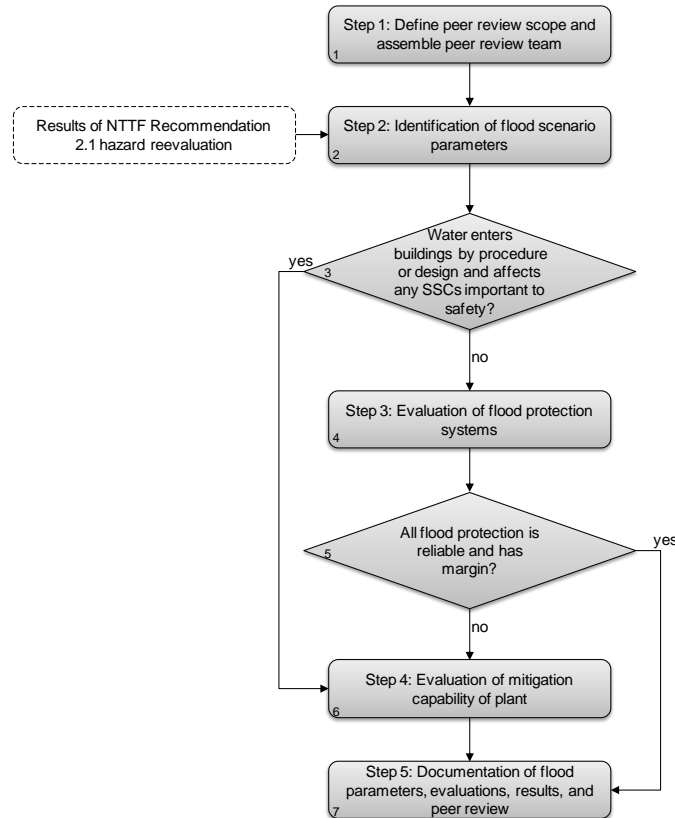 Step 1: Define peer review scope and
assemble peer review team
1
Results of NTTF Recommendation
2.1 hazard reevaluation
Step 2: Identification of flood scenario
parameters
2
Water enters
buildings by procedure
or design and affects
any SSCs important to
safety?
3
yes
no
Step 3: Evaluation of flood protection
systems
4
All flood protection is
reliable and has
margin?
5
yes
no
Step 4: Evaluation of mitigation
capability of plant
6
Step 5: Documentation of flood
parameters, evaluations, results, and
peer review
7